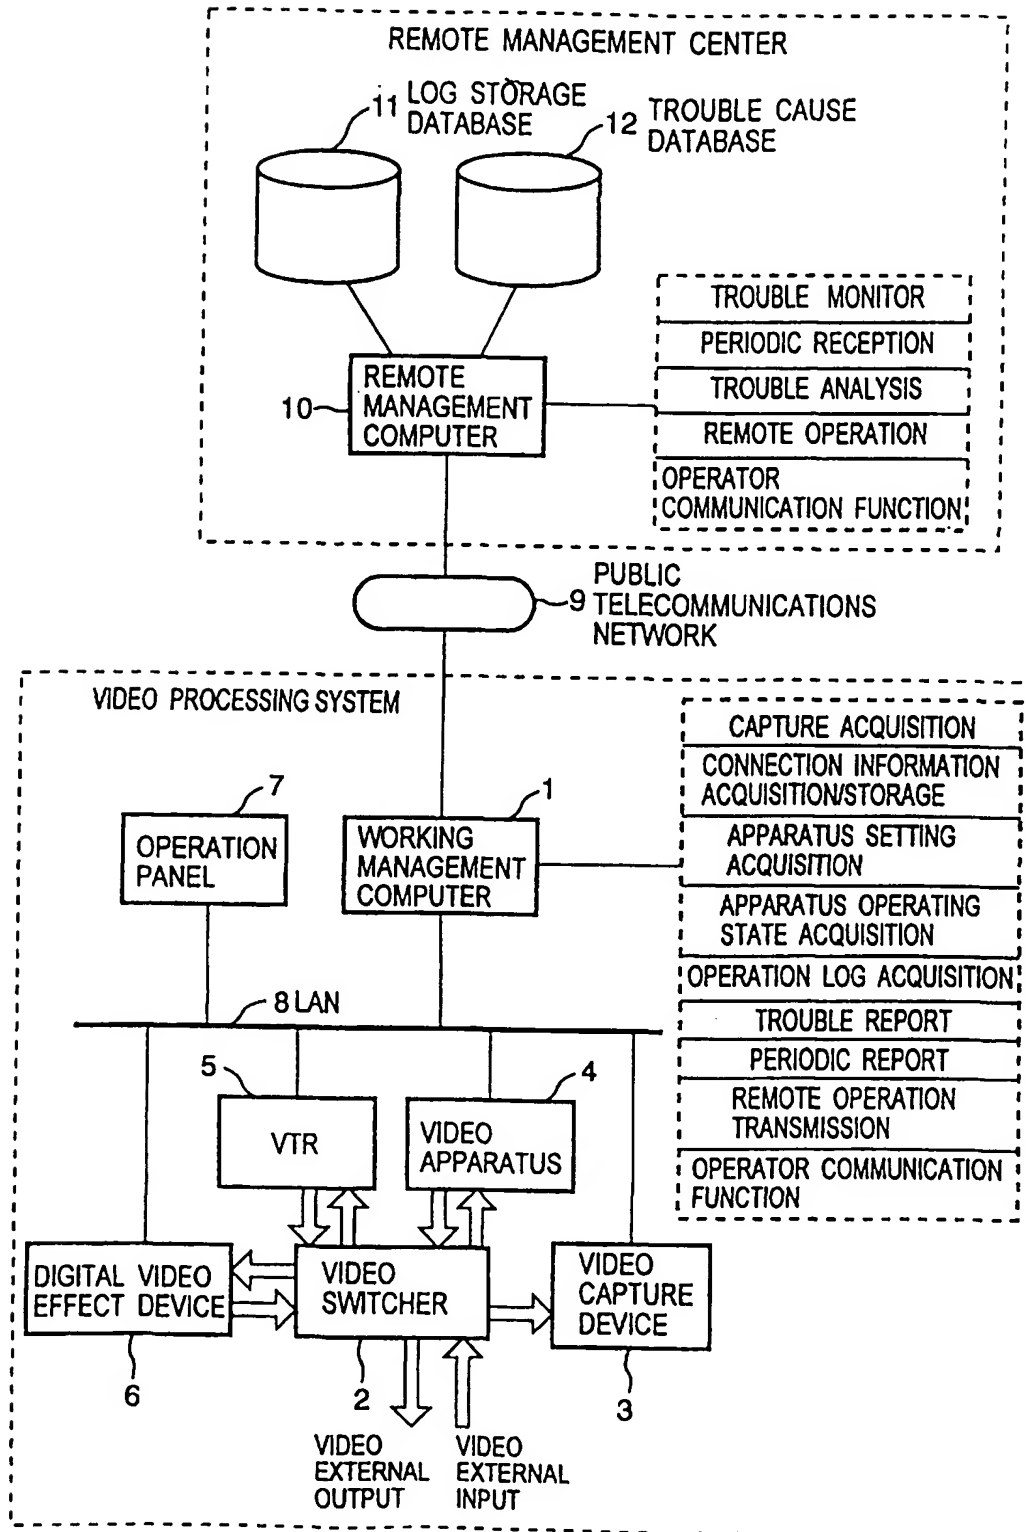 REMOTE MANAGEMENT CENTER
11 LOG STORAGE
DATABASE
12 TROUBLE CAUSE
DATABASE
TROUBLE MONITOR
PERIODIC RECEPTION
TROUBLE ANALYSIS
REMOTE OPERATION
OPERATOR
COMMUNICATION FUNCTION
10
REMOTE
MANAGEMENT
COMPUTER
9 PUBLIC
TELECOMMUNICATIONS
NETWORK
VIDEO PROCESSING SYSTEM
CAPTURE ACQUISITION
CONNECTION INFORMATION
ACQUISITION/STORAGE
APPARATUS SETTING
ACQUISITION
APPARATUS OPERATING
STATE ACQUISITION
OPERATION LOG ACQUISITION
TROUBLE REPORT
PERIODIC REPORT
REMOTE OPERATION
TRANSMISSION
OPERATOR COMMUNICATION
FUNCTION
7
OPERATION
PANEL
1
WORKING
MANAGEMENT
COMPUTER
8 LAN
5
VTR
4
VIDEO
APPARATUS
DIGITAL VIDEO
EFFECT DEVICE
6
VIDEO
SWITCHER
2
VIDEO
CAPTURE
DEVICE
3
VIDEO
EXTERNAL
OUTPUT
VIDEO
EXTERNAL
INPUT